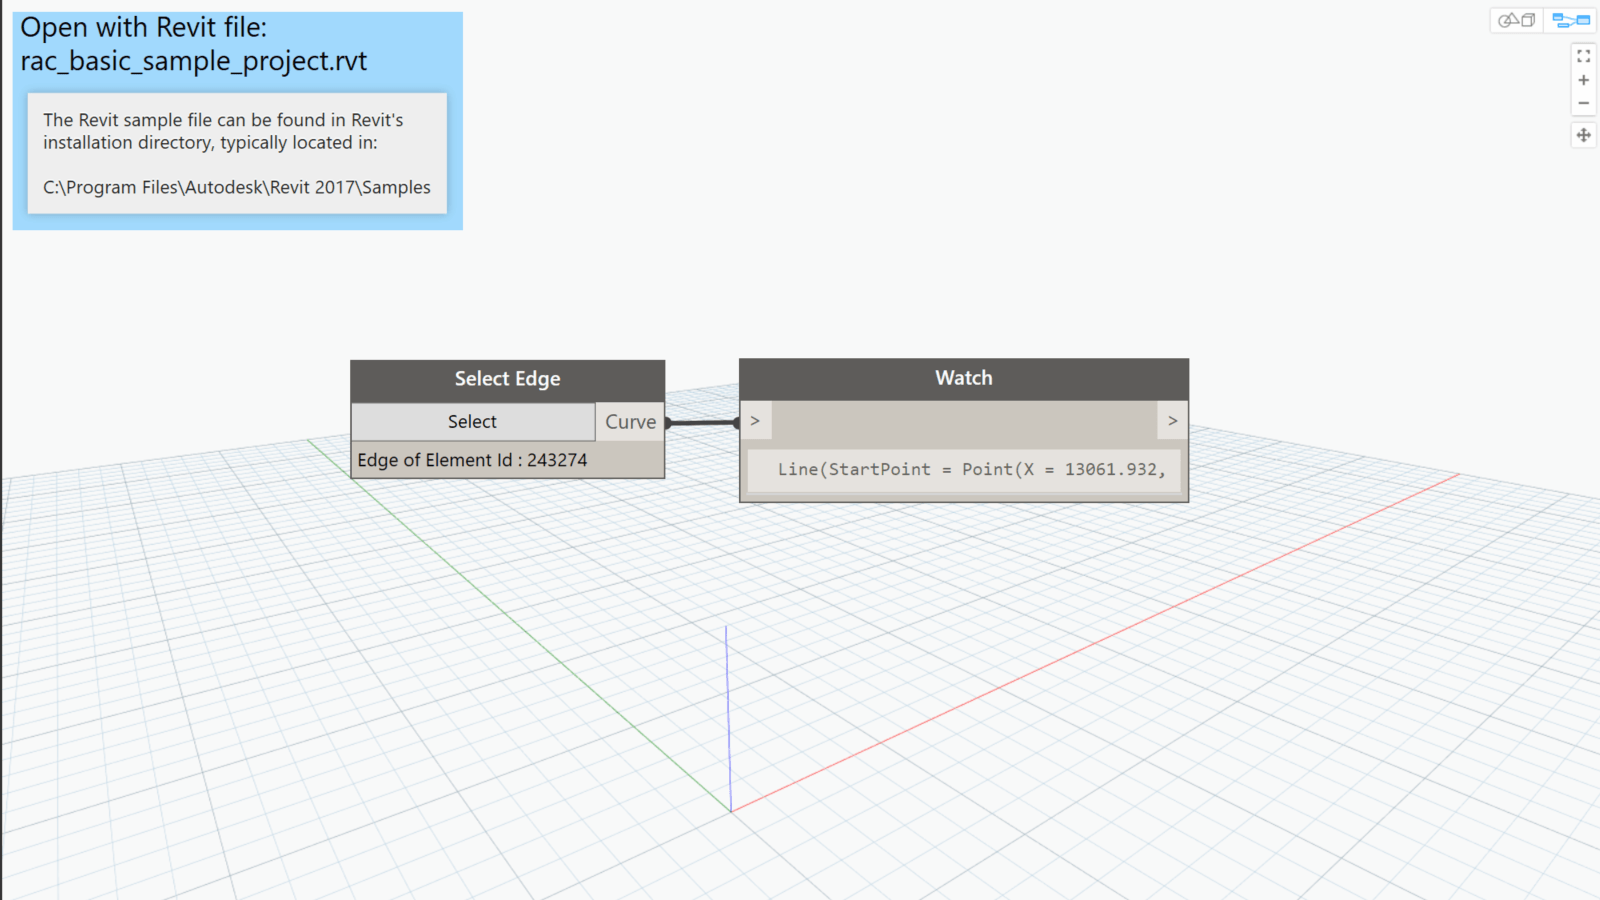 Open with Revit file:
rac_basic_sample_project.rvt
The Revit sample file can be found in Revit's
installation directory, typically located in:
C:\Program Files\Autodesk\Revit 2017\Samples
Select Edge
Select
Curve
Edge of Element Id : 243274
Watch
>
>
Line(StartPoint = Point(X = 13061.932,